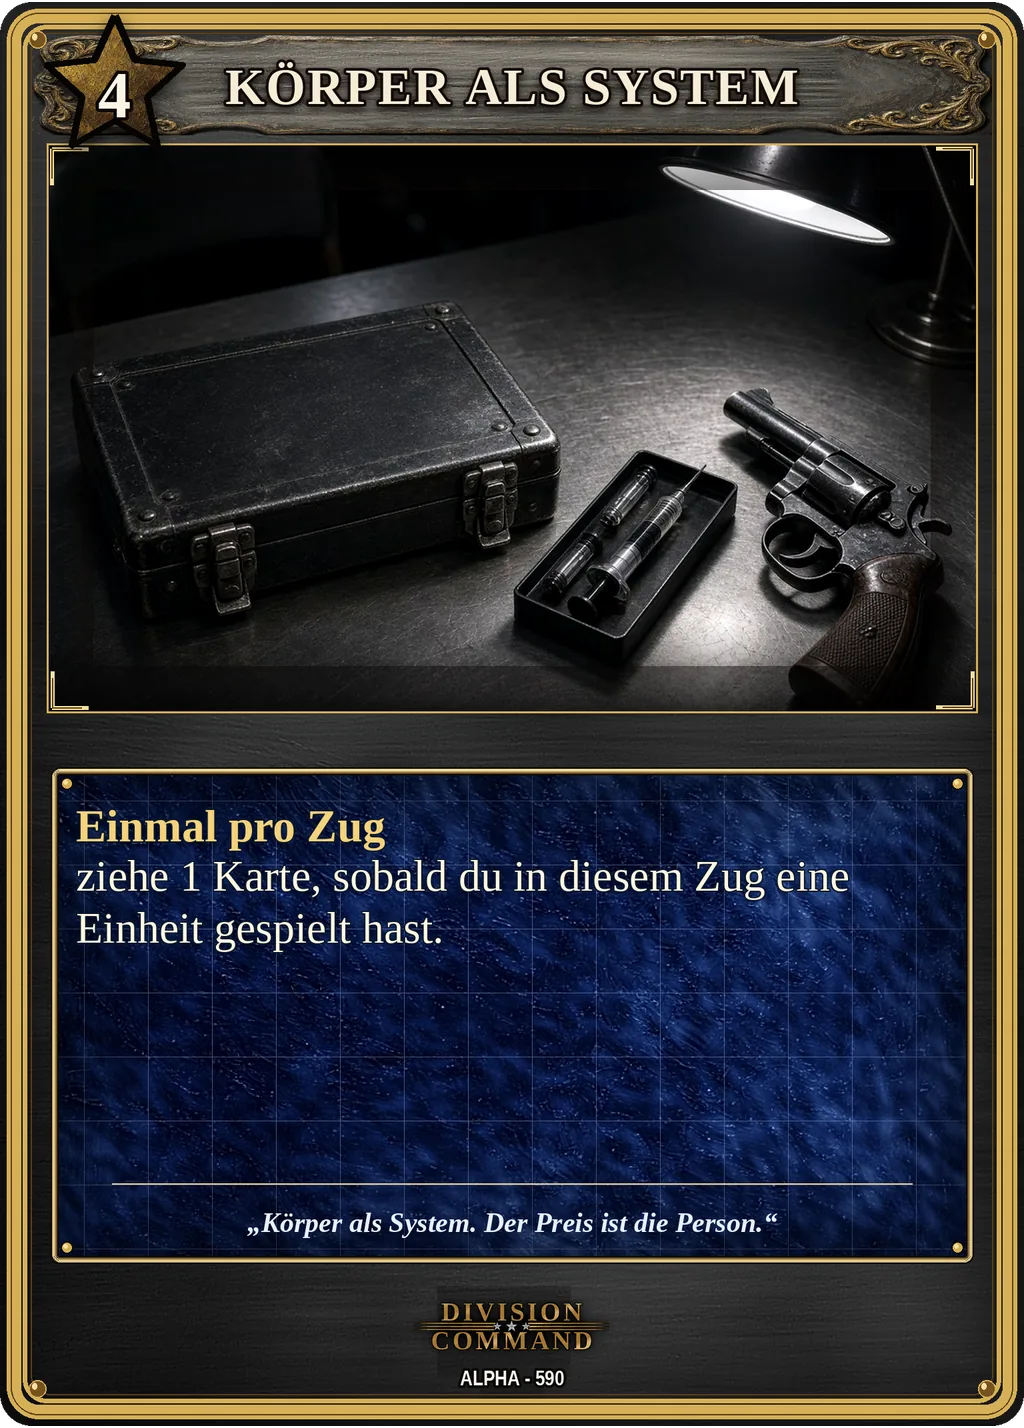 4
KÖRPER ALS SYSTEM
Einmal pro Zug
ziehe 1 Karte, sobald du in diesem Zug eine
Einheit gespielt hast.
„Körper als System. Der Preis ist die Person.“
DIVISION
COMMAND
ALPHA - 590